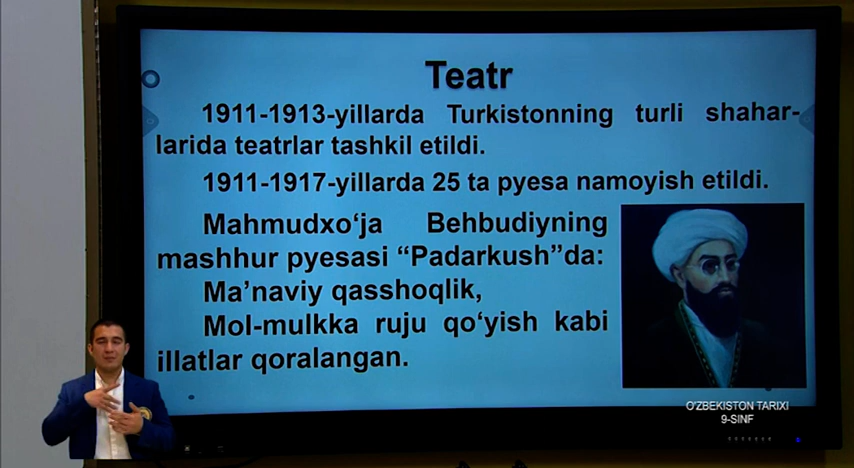 Teatr
1911-1913-yillarda Turkistonning turli shahar-
larida teatrlar tashkil etildi.
1911-1917-yillarda 25 ta pyesa namoyish etildi.
Mahmudxo‘ja Behbudiyning
mashhur pyesasi “Padarkush”da:
Ma’naviy qasshoqlik,
Mol-mulkka ruju qo‘yish kabi
illatlar qoralangan.
O'ZBEKISTON TARIXI
9-SINF